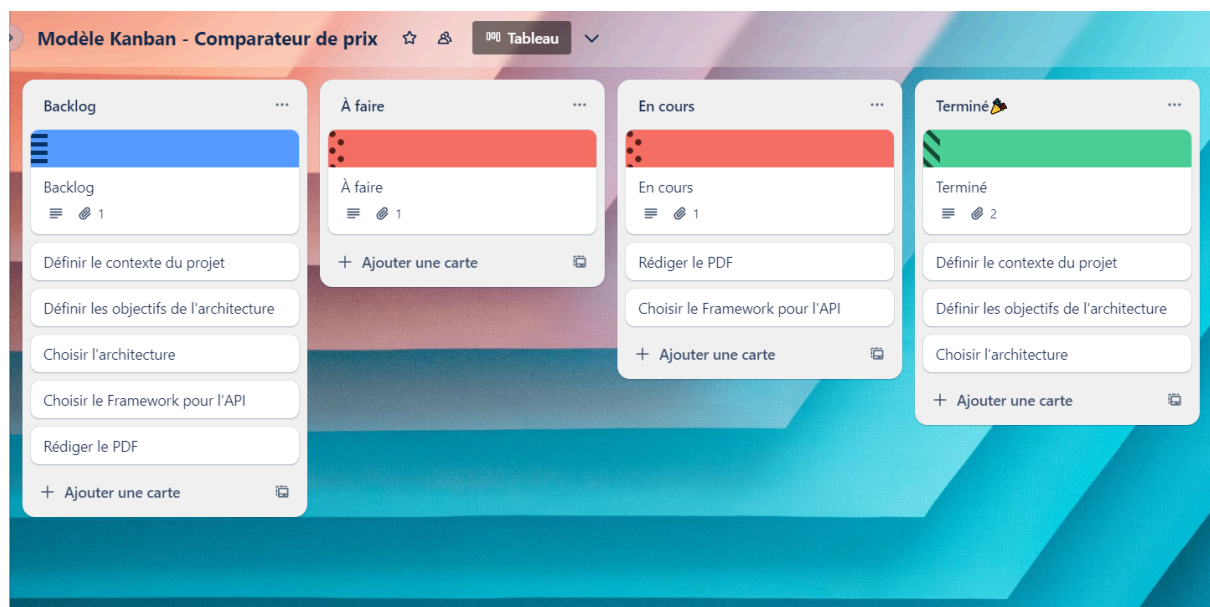 Modèle Kanban - Comparateur de prix
Tableau
Backlog
Backlog
1
Définir le contexte du projet
Définir les objectifs de l'architecture
Choisir l'architecture
Choisir le Framework pour l'API
Rédiger le PDF
+ Ajouter une carte
À faire
À faire
1
+ Ajouter une carte
En cours
En cours
1
Rédiger le PDF
Choisir le Framework pour l'API
+ Ajouter une carte
Terminé🎉
Terminé
2
Définir le contexte du projet
Définir les objectifs de l'architecture
Choisir l'architecture
+ Ajouter une carte